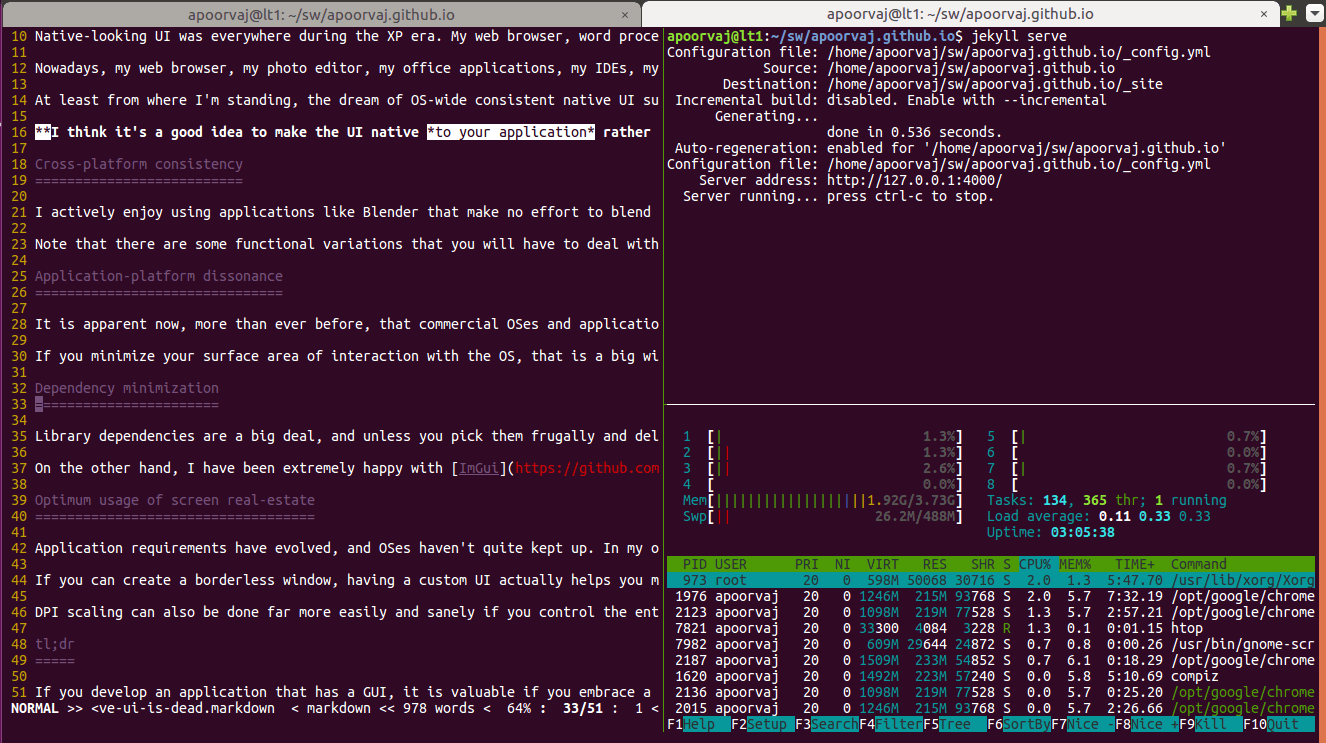 apoorvaj@lt1: ~/sw/apoorvaj.github.io ×
apoorvaj@lt1: ~/sw/apoorvaj.github.io ×
10 Native-looking UI was everywhere during the XP era. My web browser, word proce
11
12 Nowadays, my web browser, my photo editor, my office applications, my IDEs, my
13
14 At least from where I'm standing, the dream of OS-wide consistent native UI su
15
16 **I think it's a good idea to make the UI native *to your application* rather
17
18 Cross-platform consistency
19 ==========================
20
21 I actively enjoy using applications like Blender that make no effort to blend
22
23 Note that there are some functional variations that you will have to deal with
24
25 Application-platform dissonance
26 ===============================
27
28 It is apparent now, more than ever before, that commercial OSes and applicatio
29
30 If you minimize your surface area of interaction with the OS, that is a big wi
31
32 Dependency minimization
33 =======================
34
35 Library dependencies are a big deal, and unless you pick them frugally and del
36
37 On the other hand, I have been extremely happy with [ImGui](https://github.com
38
39 Optimum usage of screen real-estate
40 ===================================
41
42 Application requirements have evolved, and OSes haven't quite kept up. In my o
43
44 If you can create a borderless window, having a custom UI actually helps you m
45
46 DPI scaling can also be done far more easily and sanely if you control the ent
47
48 tl;dr
49 =====
50
51 If you develop an application that has a GUI, it is valuable if you embrace a
NORMAL >> <ve-ui-is-dead.markdown < markdown << 978 words < 64% : 33/51 : 1 <
apoorvaj@lt1:~/sw/apoorvaj.github.io$ jekyll serve
Configuration file: /home/apoorvaj/sw/apoorvaj.github.io/_config.yml
Source: /home/apoorvaj/sw/apoorvaj.github.io
Destination: /home/apoorvaj/sw/apoorvaj.github.io/_site
Incremental build: disabled. Enable with --incremental
Generating...
done in 0.536 seconds.
Auto-regeneration: enabled for '/home/apoorvaj/sw/apoorvaj.github.io'
Configuration file: /home/apoorvaj/sw/apoorvaj.github.io/_config.yml
Server address: http://127.0.0.1:4000/
Server running... press ctrl-c to stop.
1 [| 1.3%] 5 [| 0.7%]
2 [|| 1.3%] 6 [ 0.0%]
3 [|| 2.6%] 7 [| 0.7%]
4 [ 0.0%] 8 [ 0.0%]
Mem[|||||||||||||||||||1.92G/3.73G] Tasks: 134, 365 thr; 1 running
Swp[|| 26.2M/488M] Load average: 0.11 0.33 0.33
Uptime: 03:05:38
PID USER PRI NI VIRT RES SHR S CPU% MEM% TIME+ Command
973 root 20 0 598M 50068 30716 S 2.0 1.3 5:47.70 /usr/lib/xorg/Xorg
1976 apoorvaj 20 0 1246M 215M 93768 S 2.0 5.7 7:32.19 /opt/google/chrome
2123 apoorvaj 20 0 1098M 219M 77528 S 1.3 5.7 2:57.21 /opt/google/chrome
7821 apoorvaj 20 0 33300 4084 3228 R 1.3 0.1 0:01.15 htop
7982 apoorvaj 20 0 609M 29644 24872 S 0.7 0.8 0:00.26 /usr/bin/gnome-scr
2187 apoorvaj 20 0 1509M 233M 54852 S 0.7 6.1 0:18.29 /opt/google/chrome
1620 apoorvaj 20 0 1492M 223M 57240 S 0.0 5.8 5:10.69 compiz
2136 apoorvaj 20 0 1098M 219M 77528 S 0.0 5.7 0:25.20 /opt/google/chrome
2015 apoorvaj 20 0 1246M 215M 93768 S 0.0 5.7 2:26.66 /opt/google/chrome
F1Help F2Setup F3SearchF4FilterF5Tree F6SortByF7Nice -F8Nice +F9Kill F10Quit